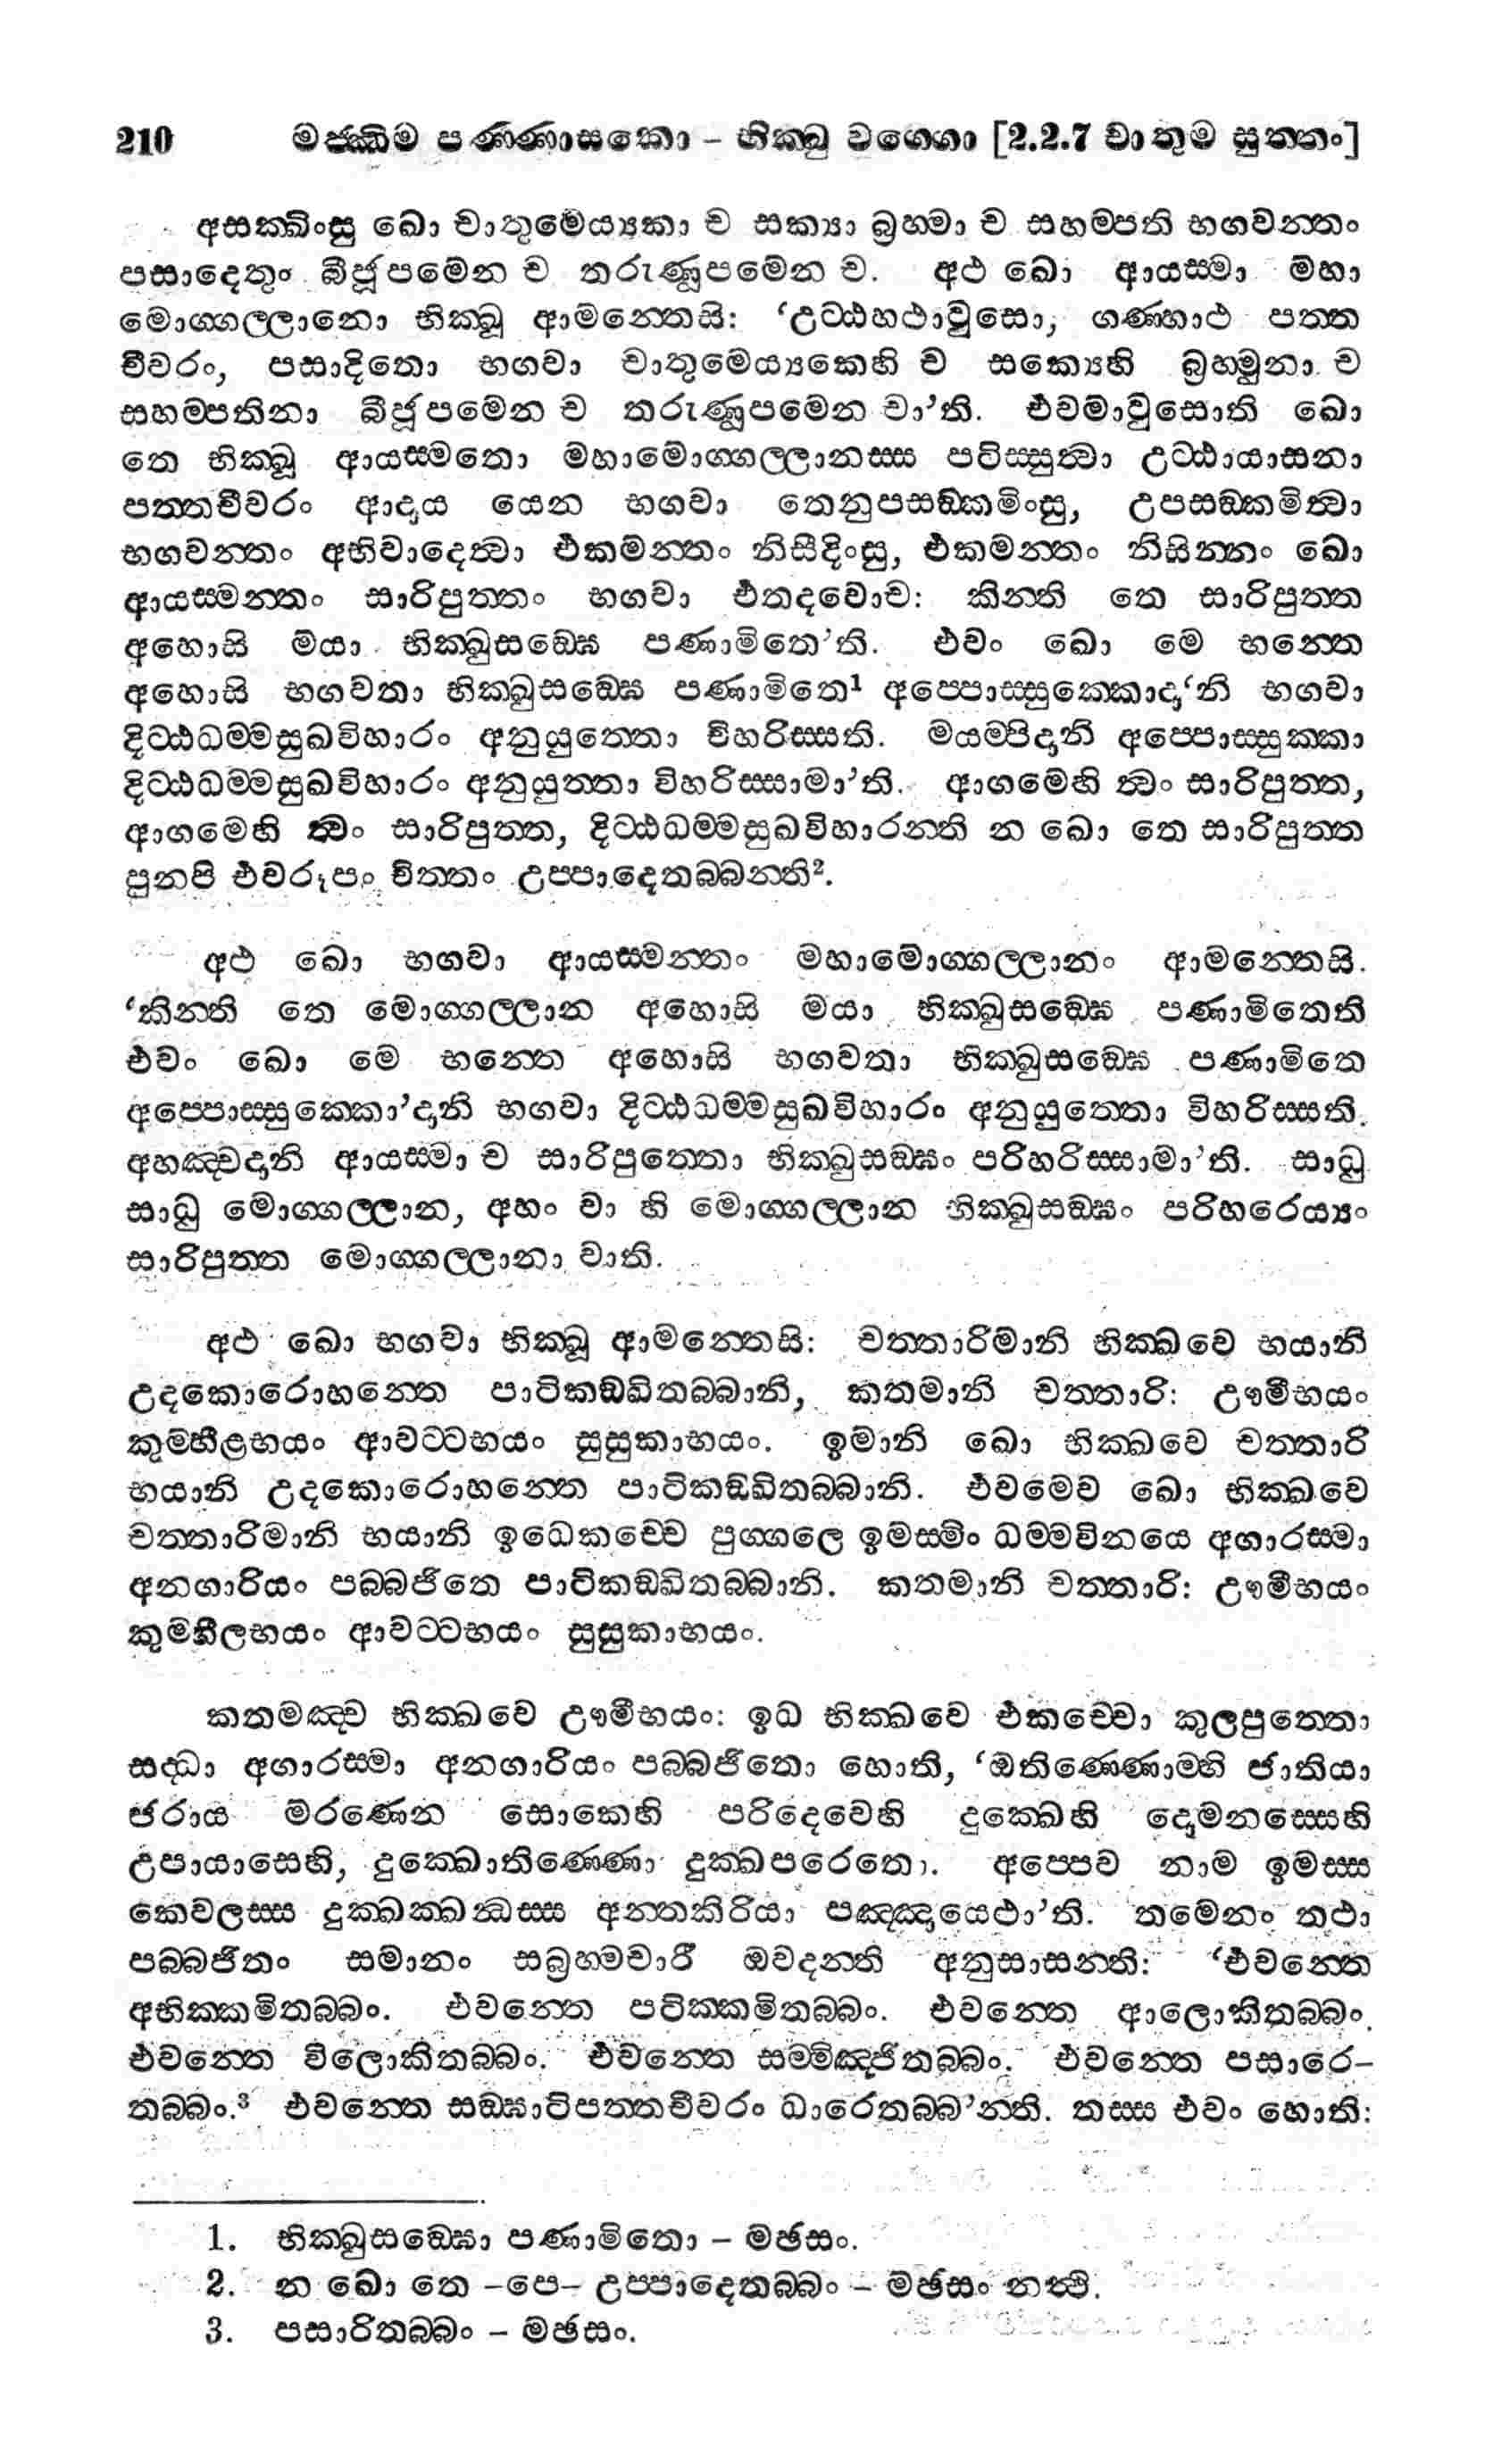 210 මජ්ඣිම පණ්ණාසකො – භික්ඛු වග්ගො [2.2.7 චාතුම සුත්තං]
අසක්ඛිංසු ඛො චාතුමෙය්‍යකා ච සක්‍යා බ්‍රහ්මා ච සහම්පති භගවන්තං
පසාදෙතුං බීජූපමේන ච තරුණූපමේන ච. අථ ඛො ආයස්මා මහා
මොග්ගල්ලානො භික්ඛූ ආමන්තෙසි: ‘උට්ඨහථාවුසො, ගණ්හාථ පත්ත
චීවරං, පසාදිතො භගවා චාතුමෙය්‍යකෙහි ච සක්‍යෙහි බ්‍රහ්මුනා ච
සහම්පතිනා බීජූපමෙන ච තරුණූපමෙන චා’ති. එවමාවුසොති ඛො
තෙ භික්ඛූ ආයස්මතො මහාමොග්ගල්ලානස්ස පටිස්සුත්වා උට්ඨායාසනා
පත්තචීවරං ආදාය යෙන භගවා තෙනුපසඞ්කමිංසු, උපසඞ්කමිත්වා
භගවන්තං අභිවාදෙත්වා එකමන්තං නිසීදිංසු, එකමන්තං නිසින්නං ඛො
ආයස්මන්තං සාරිපුත්තං භගවා එතදවොච: කින්ති තෙ සාරිපුත්ත
අහොසි මයා භික්ඛුසඞ්ඝෙ පණාමිතෙ’ති. එවං ඛො මෙ භන්තෙ
අහොසි භගවතා භික්ඛුසඞ්ඝෙ පණාමිතෙ¹ අප්පොස්සුක්කොදා‘නි භගවා
දිට්ඨධම්මසුඛවිහාරං අනුයුත්තො විහරිස්සති. මයම්පිදානි අප්පොස්සුක්කා
දිට්ඨධම්මසුඛවිහාරං අනුයුත්තා විහරිස්සාමා’ති. ආගමෙහි ත්වං සාරිපුත්ත,
ආගමෙහි ත්වං සාරිපුත්ත, දිට්ඨධම්මසුඛවිහාරන්ති න ඛො තෙ සාරිපුත්ත
පුනපි එවරූපං චිත්තං උප්පාදෙතබ්බන්ති².
අථ ඛො භගවා ආයස්මන්තං මහාමොග්ගල්ලානං ආමන්තෙසි.
‘කින්ති තෙ මොග්ගල්ලාන අහොසි මයා භික්ඛුසඞ්ඝෙ පණාමිතෙති
එවං ඛො මෙ භන්තෙ අහොසි භගවතා භික්ඛුසඞ්ඝෙ පණාමිතෙ
අප්පොස්සුක්කො’දානි භගවා දිට්ඨධම්මසුඛවිහාරං අනුයුත්තො විහරිස්සති.
අහඤ්චදානි ආයස්මා ච සාරිපුත්තො භික්ඛුසඞ්ඝං පරිහරිස්සාමා’ති. සාධු
සාධු මොග්ගල්ලාන, අහං වා හි මොග්ගල්ලාන භික්ඛුසඞ්ඝං පරිහරෙය්‍යං
සාරිපුත්ත මොග්ගල්ලානා වාති.
අථ ඛො භගවා භික්ඛූ ආමන්තෙසි: චත්තාරිමානි භික්ඛවෙ භයානි
උදකොරොහන්තෙ පාටිකඞ්ඛිතබ්බානි, කතමානි චත්තාරි: ඌමිභයං
කුම්භීළභයං ආවට්ටභයං සුසුකාභයං. ඉමානි ඛො භික්ඛවෙ චත්තාරි
භයානි උදකොරොහන්තෙ පාටිකඞ්ඛිතබ්බානි. එවමෙව ඛො භික්ඛවෙ
චත්තාරිමානි භයානි ඉධෙකච්චෙ පුග්ගලෙ ඉමස්මිං ධම්මවිනයෙ අගාරස්මා
අනගාරියං පබ්බජිතෙ පාටිකඞ්ඛිතබ්බානි. කතමානි චත්තාරි: ඌමිභයං
කුම්භීලභයං ආවට්ටභයං සුසුකාභයං.
කතමඤ්ච භික්ඛවෙ ඌමිභයං: ඉධ භික්ඛවෙ එකච්චො කුලපුත්තො
සද්ධා අගාරස්මා අනගාරියං පබ්බජිතො හොති, ‘ඔතිණ්ණොම්හි ජාතියා
ජරාය මරණෙන සොකෙහි පරිදෙවෙහි දුක්ඛෙහි දොමනස්සෙහි
උපායාසෙහි, දුක්ඛොතිණ්ණො දුක්ඛපරෙතො. අප්පෙව නාම ඉමස්ස
කෙවලස්ස දුක්ඛක්ඛන්ධස්ස අන්තකිරියා පඤ්ඤායෙථා’ති. තමෙනං තථා
පබ්බජිතං සමානං සබ්‍රහ්මචාරී ඔවදන්ති අනුසාසන්ති: ‘එවන්තෙ
අභික්කමිතබ්බං. එවන්තෙ පටික්කමිතබ්බං. එවන්තෙ ආලොකිතබ්බං.
එවන්තෙ විලොකිතබ්බං. එවන්තෙ සම්මිඤ්ජිතබ්බං. එවන්තෙ පසාරෙ–
තබ්බං.³ එවන්තෙ සඞ්ඝාටිපත්තචීවරං ධාරෙතබ්බ’න්ති. තස්ස එවං හොති:
1. භික්ඛුසඞ්ඝො පණාමිතො – මඡසං.
2. න ඛො තෙ –පෙ– උප්පාදෙතබ්බං – මඡසං නත්ථි.
3. පසාරිතබ්බං – මඡසං.